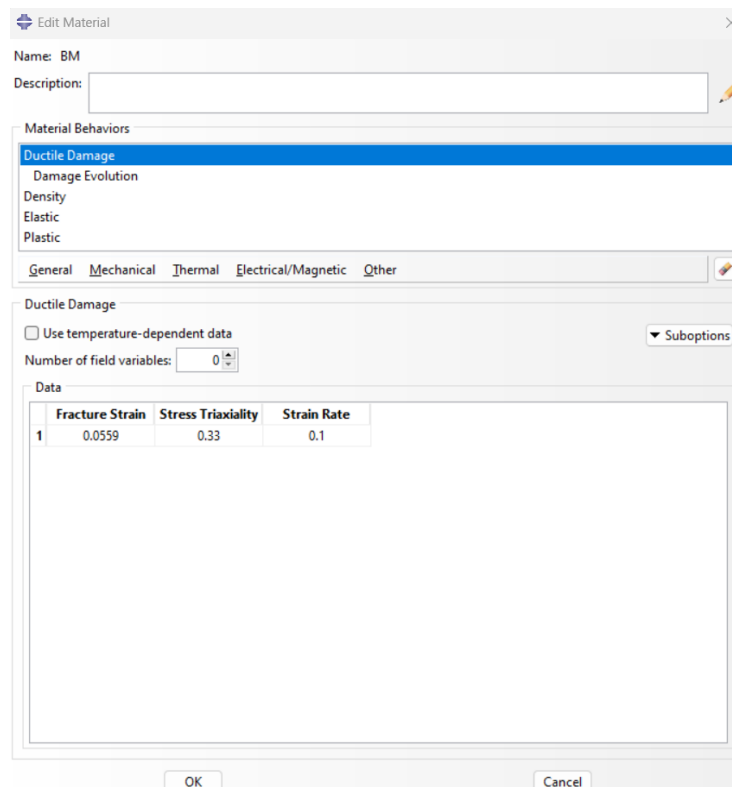 Edit Material
Name: BM
Description:
Material Behaviors
Ductile Damage
Damage Evolution
Density
Elastic
Plastic
General Mechanical Thermal Electrical/Magnetic Other
Ductile Damage
Use temperature-dependent data
Suboptions
Number of field variables: 0
Data
Fracture Strain Stress Triaxiality Strain Rate
1 0.0559 0.33 0.1
OK Cancel